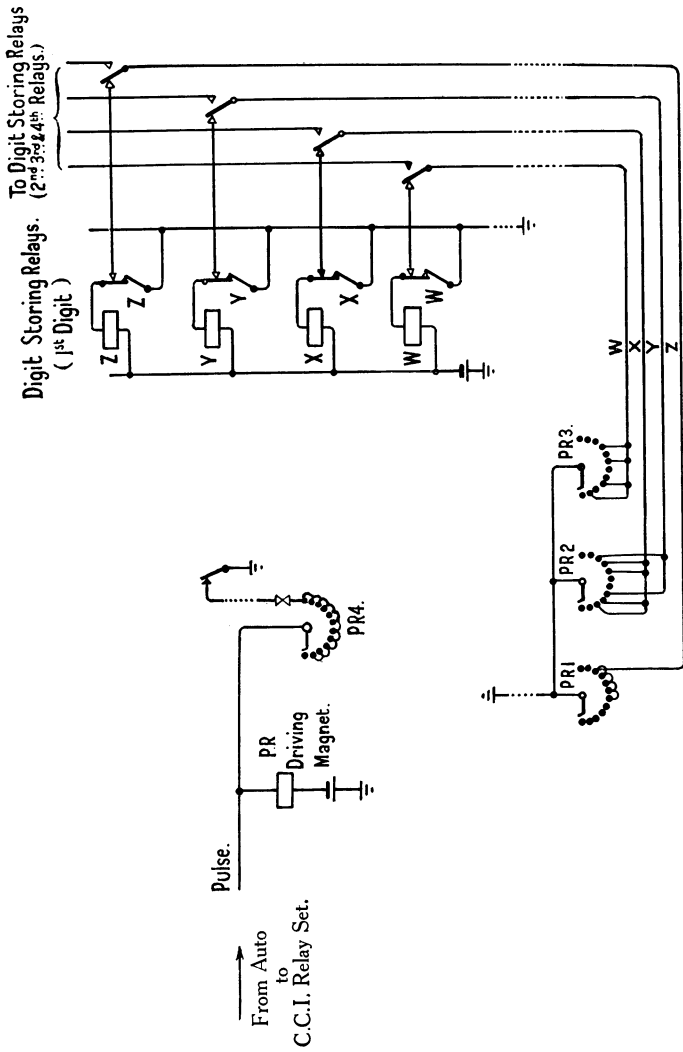 To Digit Storing Relays
(2nd 3rd & 4th Relays.)
Digit Storing Relays.
(1st Digit)
Z
Z
Y
Y
X
X
W
W
W
X
Y
Z
PR4.
PR3.
PR2
PR1
P.R
Driving
Magnet.
Pulse.
From Auto
to
C.C.I. Relay Set.